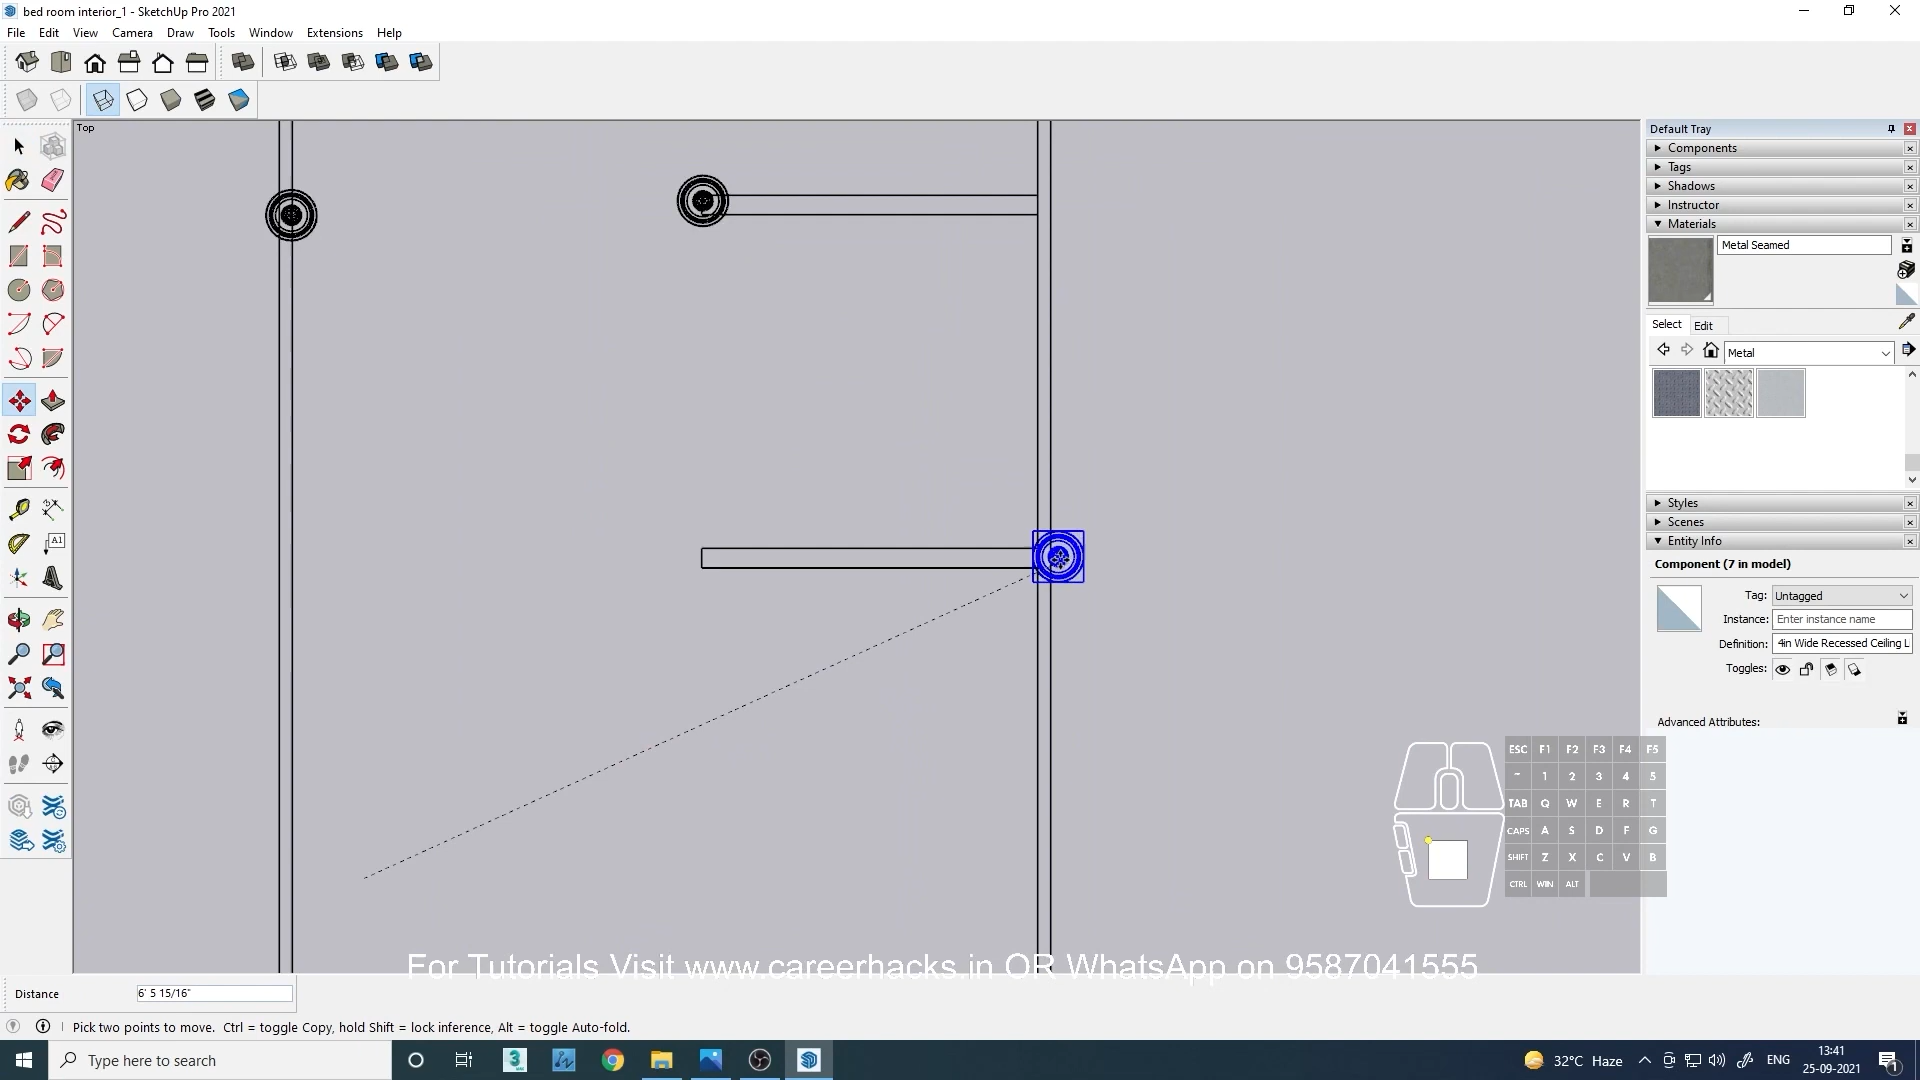 bed room interior_1 - SketchUp Pro 2021
File Edit View Camera Draw Tools Window Extensions Help
Top
Default Tray
Components
Tags
Shadows
Instructor
Materials
Metal Seamed
Select Edit
Metal
Styles
Scenes
Entity Info
Component (7 in model)
Tag: Untagged
Instance: Enter instance name
Definition: 4in Wide Recessed Ceiling L
Toggles:
Advanced Attributes:
A1
ESC F1 F2 F3 F4 F5
~ 1 2 3 4 5
TAB Q W E R T
CAPS A S D F G
SHIFT Z X C V B
CTRL WIN ALT
For Tutorials Visit www.careerhacks.in OR WhatsApp on 9587041555
Distance 6' 5 15/16"
Pick two points to move. Ctrl = toggle Copy, hold Shift = lock inference, Alt = toggle Auto-fold.
Type here to search
3
32°C Haze
ENG
13:41
25-09-2021
1